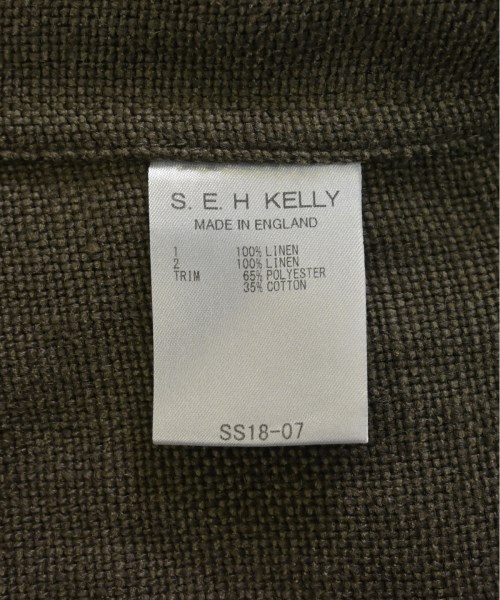 S. E. H KELLY
MADE IN ENGLAND
1 100% LINEN
2 100% LINEN
TRIM 65% POLYESTER
35% COTTON
SS18-07